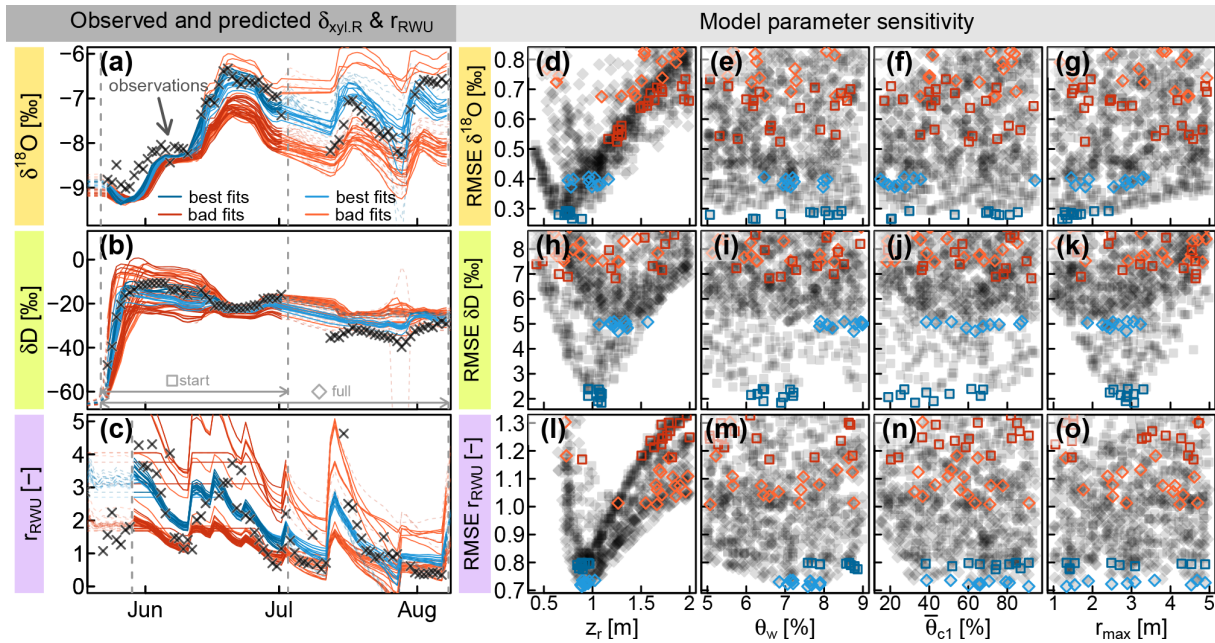 Observed and predicted δxyl.R & rRWU
Model parameter sensitivity
(a)
observations
best fits
bad fits
best fits
bad fits
δ¹⁸O [‰]
−6
−7
−8
−9
(b)
start
full
δD [‰]
0
−20
−40
−60
(c)
rRWU [−]
5
4
3
2
1
0
Jun
Jul
Aug
RMSE δ¹⁸O [‰]
0.8
0.7
0.6
0.5
0.4
0.3
(d)
(e)
(f)
(g)
RMSE δD [‰]
8
7
6
5
4
3
2
(h)
(i)
(j)
(k)
RMSE rRWU [−]
1.3
1.2
1.1
1.0
0.9
0.8
0.7
(l)
(m)
(n)
(o)
0.5 1 1.5 2
5 6 7 8 9
20 40 60 80
1 2 3 4 5
zr [m]
θw [%]
θ̅c1 [%]
rmax [m]